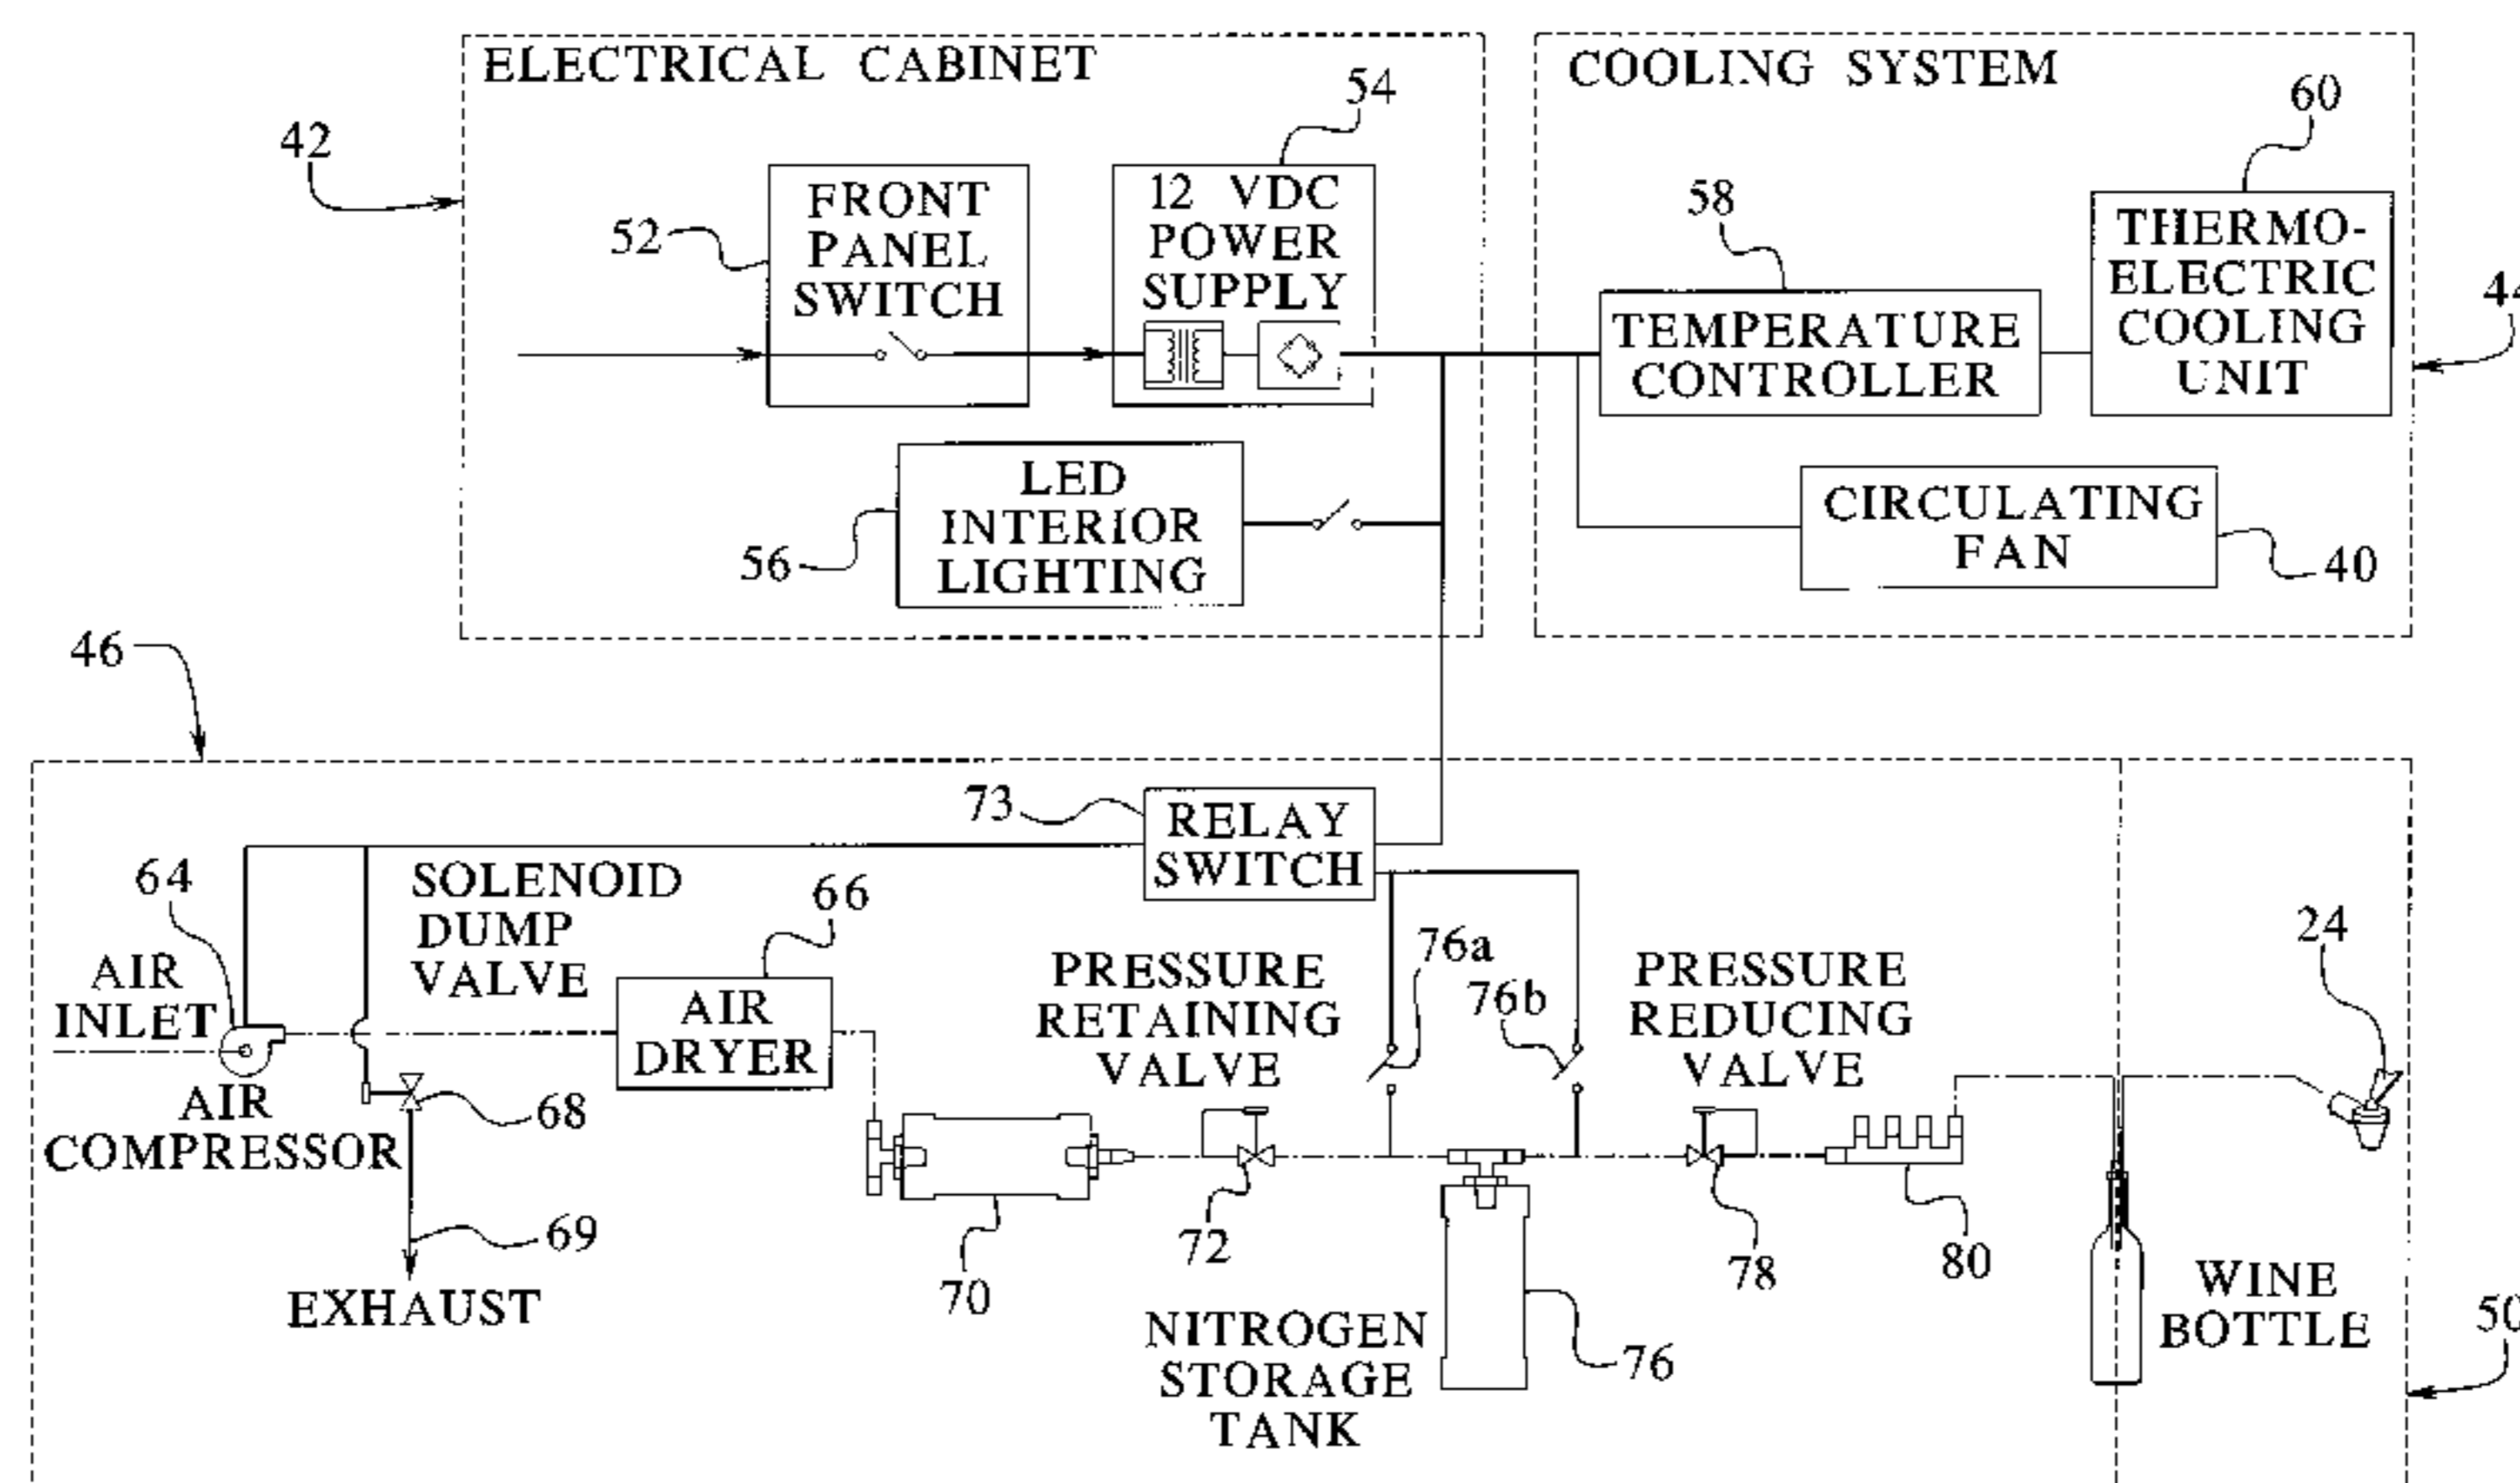 ELECTRICAL CABINET
COOLING SYSTEM
54
60
42
52
FRONT
PANEL
SWITCH
12 VDC
POWER
SUPPLY
58
THERMO-
ELECTRIC
COOLING
UNIT
44
TEMPERATURE
CONTROLLER
LED
INTERIOR
LIGHTING
56
CIRCULATING
FAN
40
46
73
RELAY
SWITCH
64
SOLENOID
DUMP
VALVE
66
AIR
INLET
AIR
DRYER
PRESSURE
RETAINING
VALVE
76a
76b
PRESSURE
REDUCING
VALVE
24
AIR
COMPRESSOR
68
69
EXHAUST
70
72
78
80
NITROGEN
STORAGE
TANK
76
WINE
BOTTLE
50